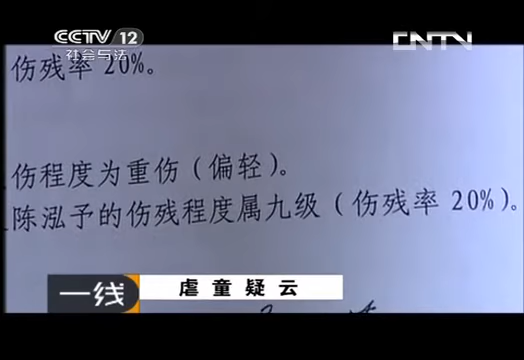 CCTV 12
社会与法
CNTV
伤残率 20%。
伤程度为重伤（偏轻）。
陈泓予的伤残程度属九级（伤残率 20%）。
一线
虐童疑云